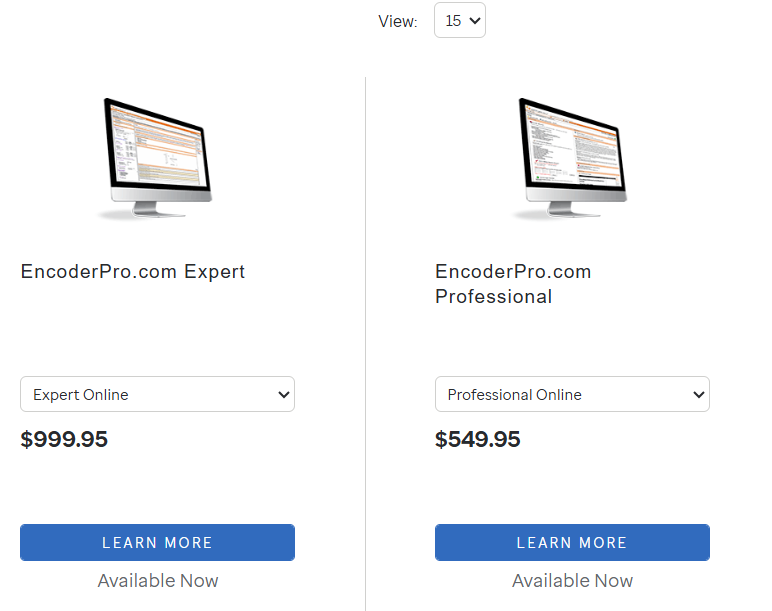 View: 15
EncoderPro.com Expert
Expert Online
$999.95
LEARN MORE
Available Now
EncoderPro.com
Professional
Professional Online
$549.95
LEARN MORE
Available Now